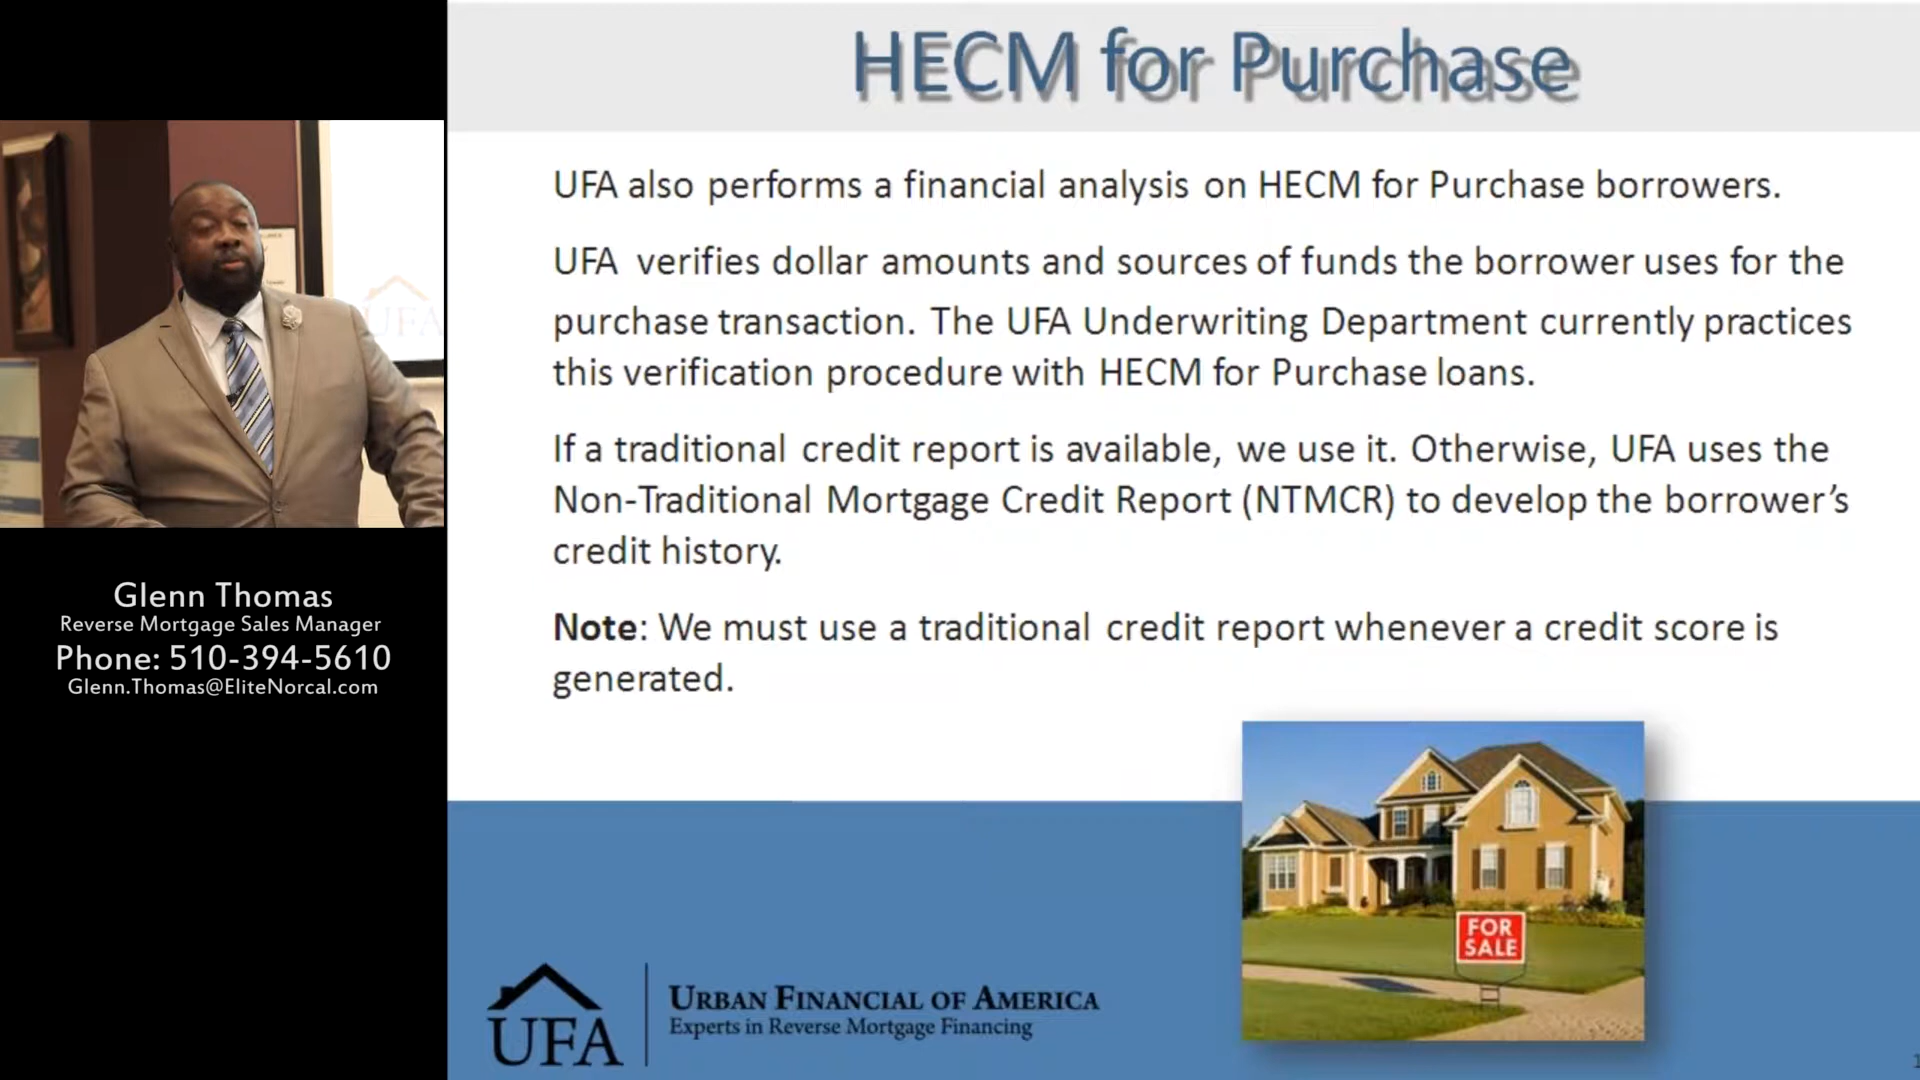 HECM for Purchase
UFA also performs a financial analysis on HECM for Purchase borrowers.
UFA verifies dollar amounts and sources of funds the borrower uses for the
purchase transaction. The UFA Underwriting Department currently practices
this verification procedure with HECM for Purchase loans.
If a traditional credit report is available, we use it. Otherwise, UFA uses the
Non-Traditional Mortgage Credit Report (NTMCR) to develop the borrower’s
credit history.
Note: We must use a traditional credit report whenever a credit score is
generated.
UFA
Glenn Thomas
Reverse Mortgage Sales Manager
Phone: 510-394-5610
Glenn.Thomas@EliteNorcal.com
FOR
SALE
UFA
URBAN FINANCIAL OF AMERICA
Experts in Reverse Mortgage Financing